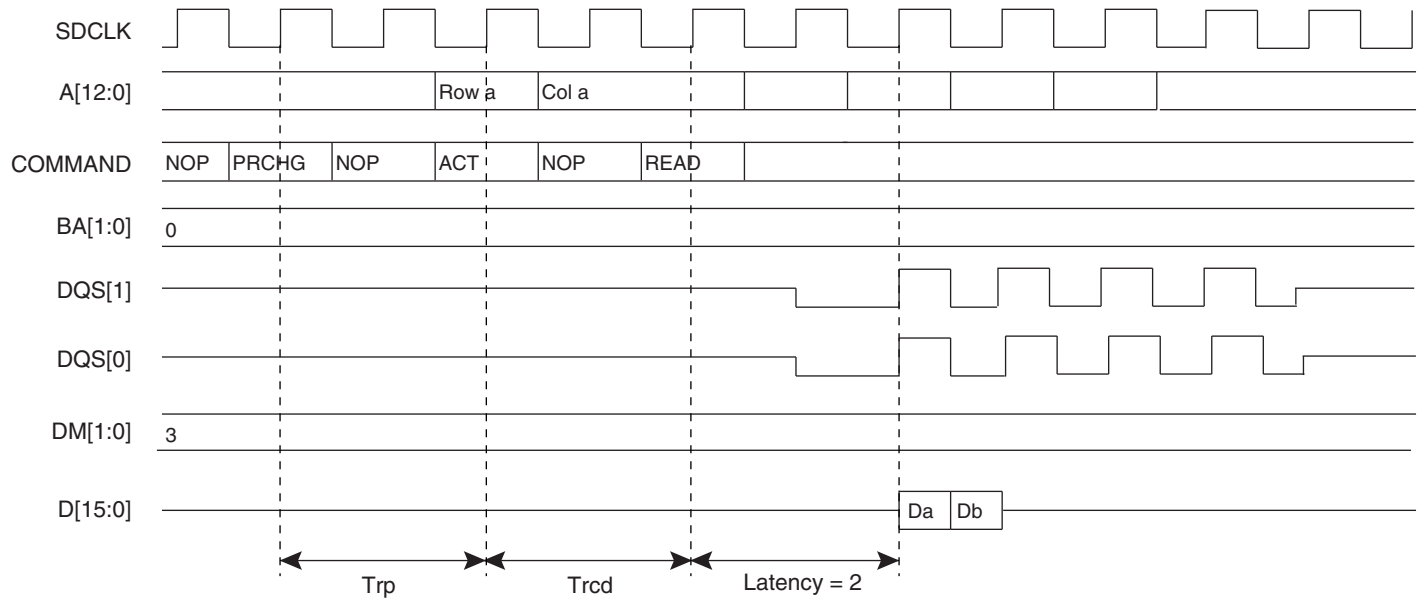 SDCLK
A[12:0] Row a Col a
COMMAND NOP PRCHG NOP ACT NOP READ
BA[1:0] 0
DQS[1]
DQS[0]
DM[1:0] 3
D[15:0] Da Db
Trp Trcd Latency = 2